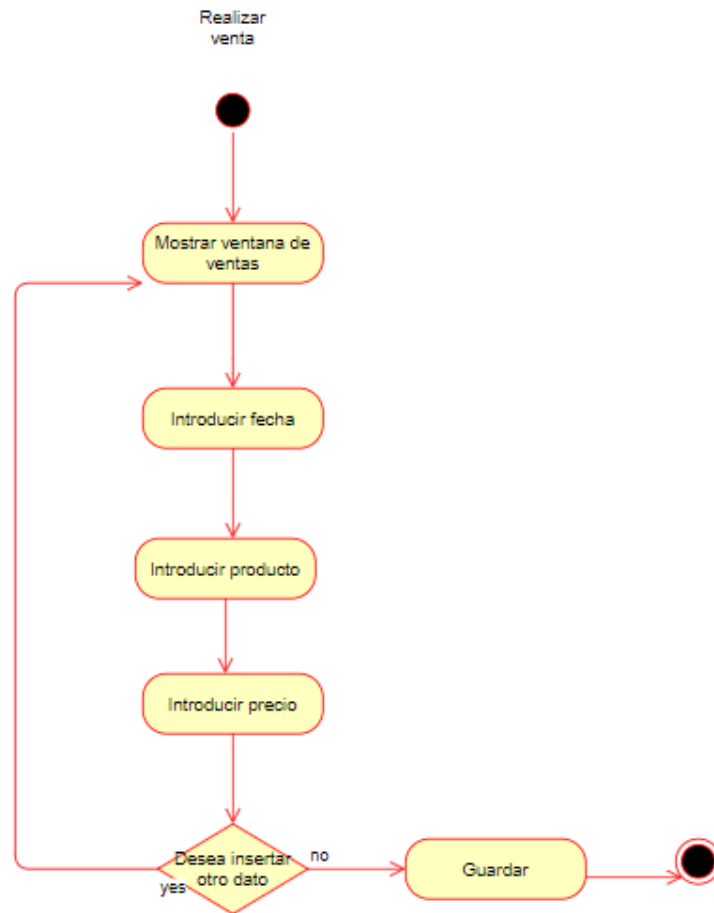 Realizar
venta
Mostrar ventana de
ventas
Introducir fecha
Introducir producto
Introducir precio
Desea insertar
otro dato
yes
no
Guardar